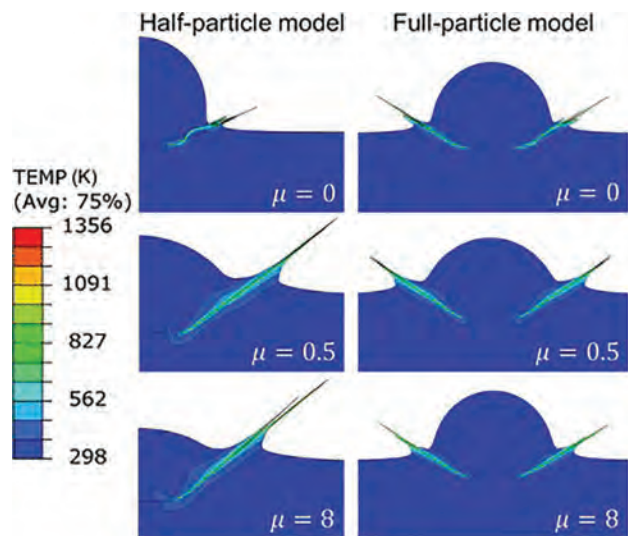 Half-particle model
Full-particle model
μ = 0
μ = 0
TEMP (K)
(Avg: 75%)
1356
1091
827
562
298
μ = 0.5
μ = 0.5
μ = 8
μ = 8